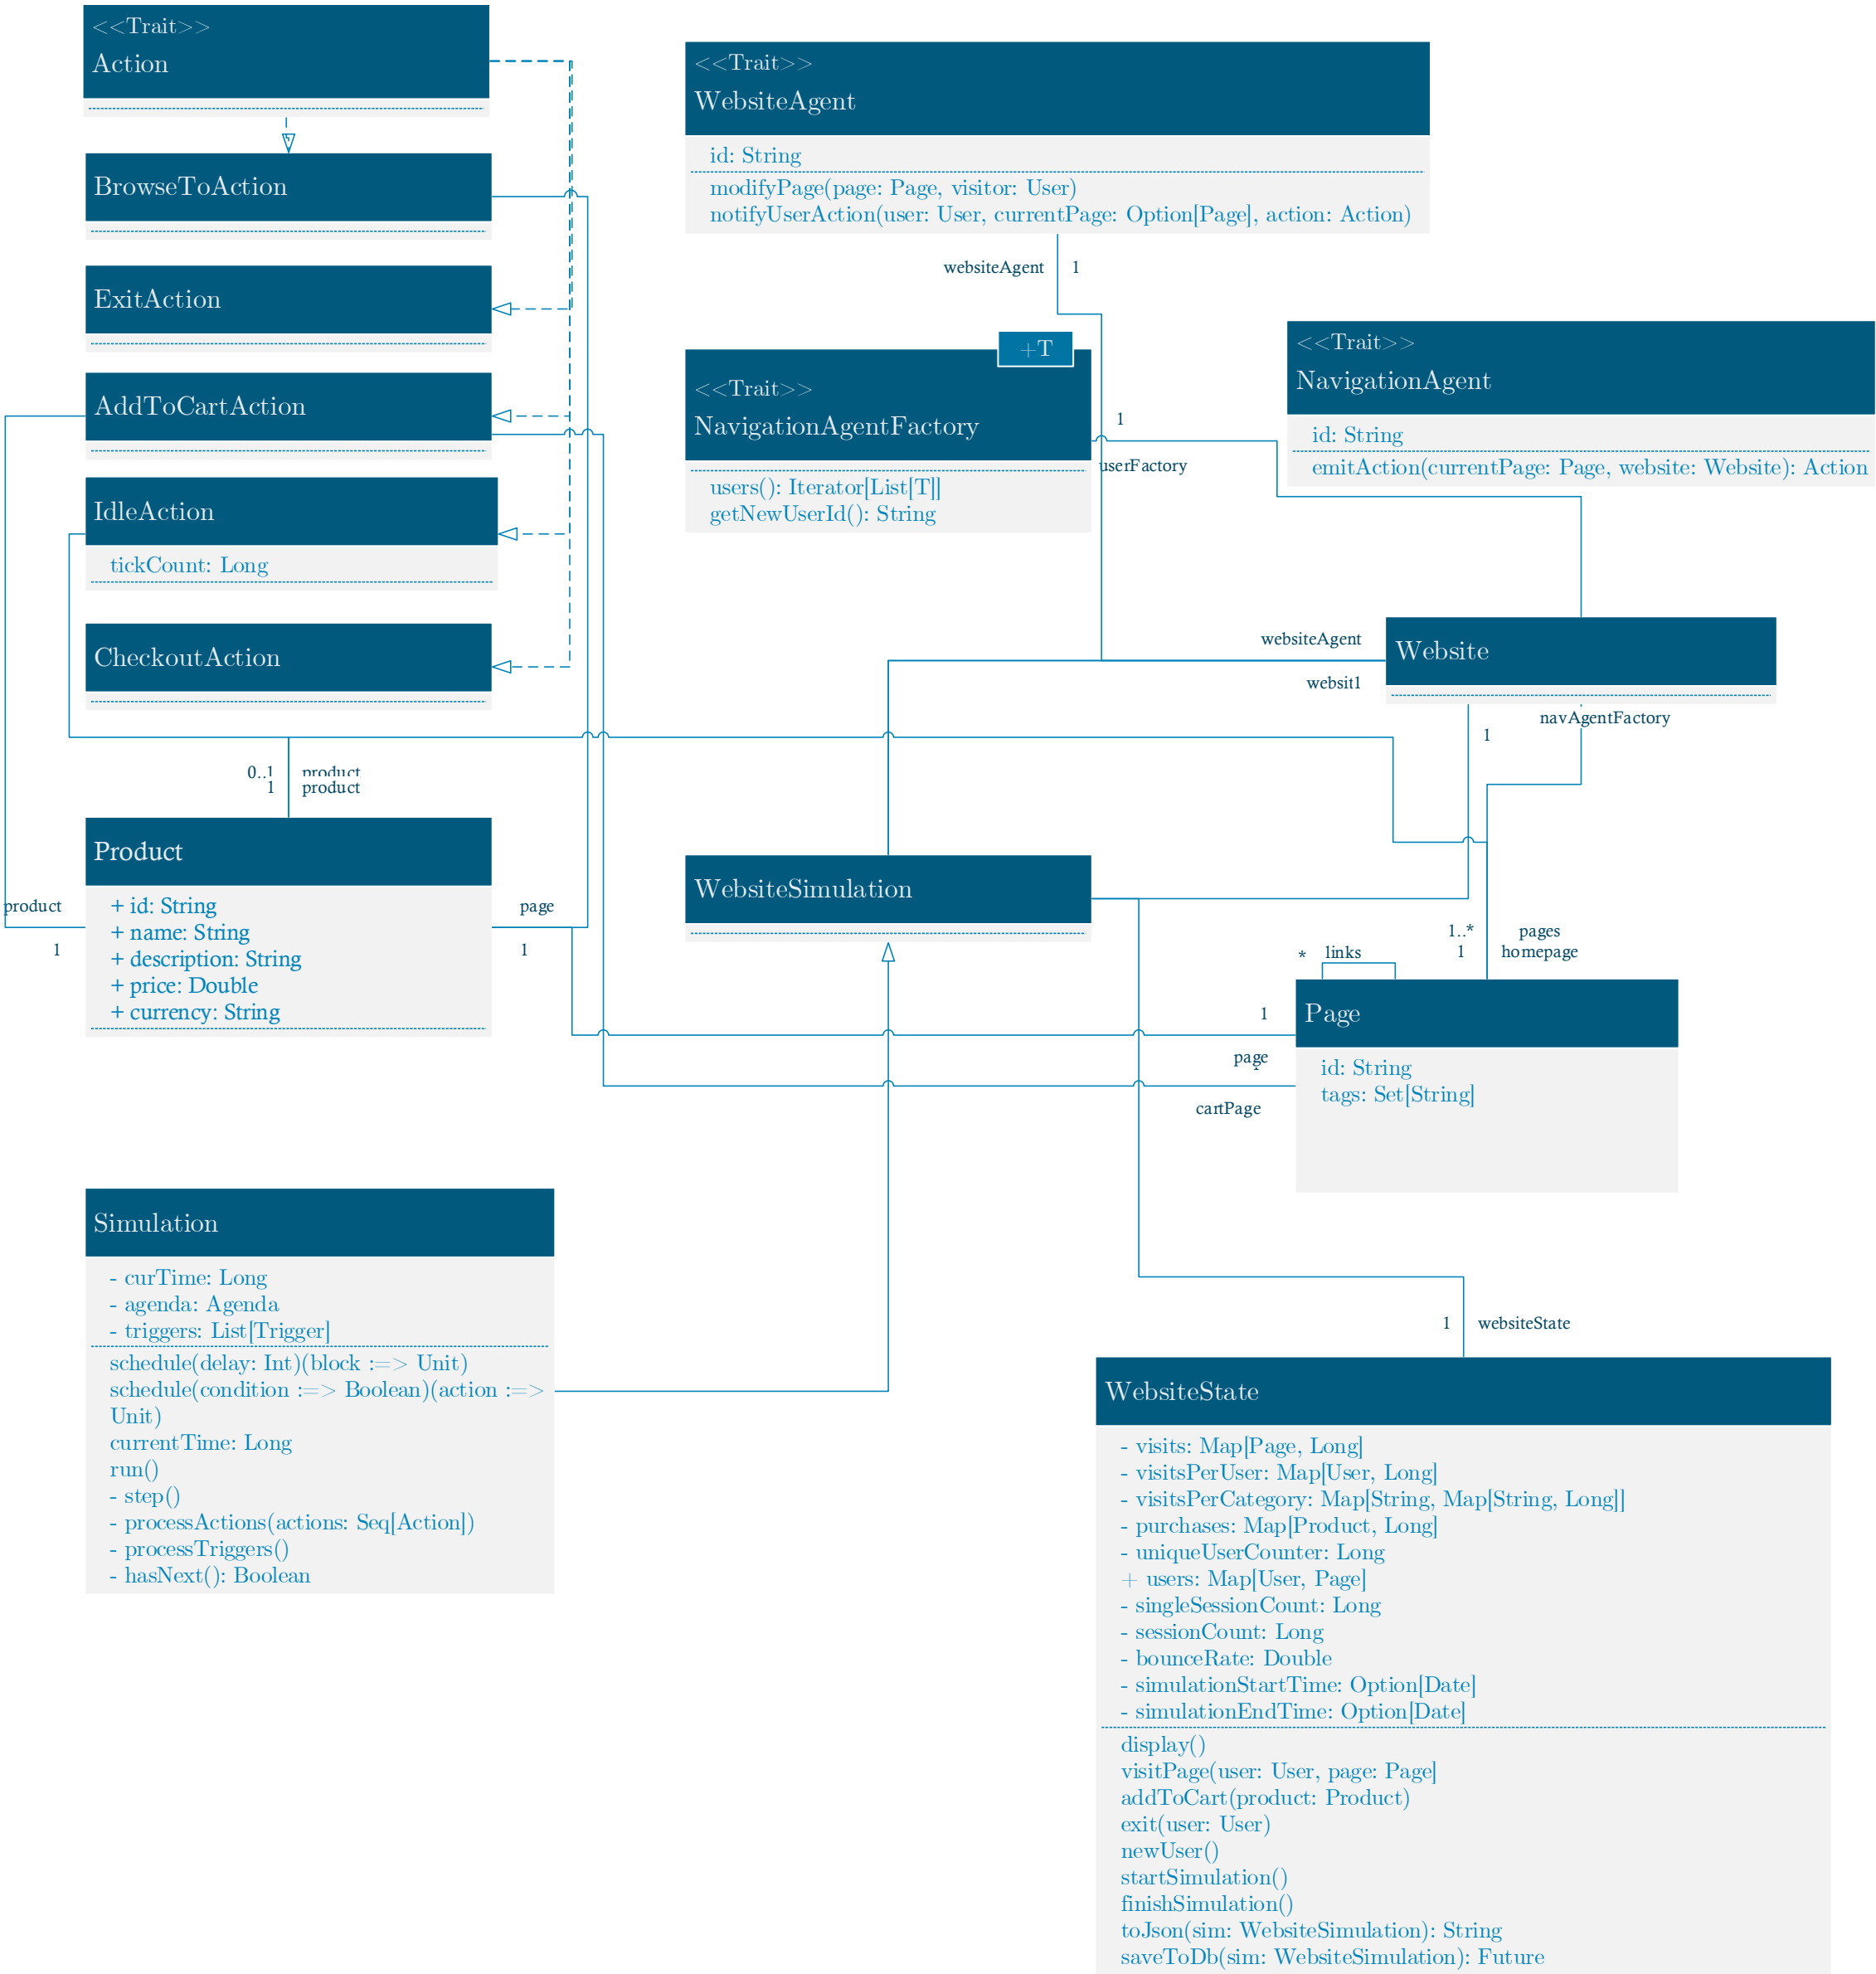 <<Trait>>
Action
BrowseToAction
ExitAction
AddToCartAction
IdleAction
tickCount: Long
CheckoutAction
<<Trait>>
WebsiteAgent
id: String
modifyPage(page: Page, visitor: User)
notifyUserAction(user: User, currentPage: Option[Page], action: Action)
websiteAgent 1
+T
<<Trait>>
NavigationAgentFactory
users(): Iterator[List[T]]
getNewUserId(): String
1
userFactory
<<Trait>>
NavigationAgent
id: String
emitAction(currentPage: Page, website: Website): Action
websiteAgent
websit1
Website
navAgentFactory
1
0..1 product
1 product
Product
+ id: String
+ name: String
+ description: String
+ price: Double
+ currency: String
product
1
page
1
WebsiteSimulation
1..* pages
1 homepage
* links
1
page
cartPage
Page
id: String
tags: Set[String]
Simulation
- curTime: Long
- agenda: Agenda
- triggers: List[Trigger]
schedule(delay: Int)(block :=> Unit)
schedule(condition :=> Boolean)(action :=>
Unit)
currentTime: Long
run()
- step()
- processActions(actions: Seq[Action])
- processTriggers()
- hasNext(): Boolean
1 websiteState
WebsiteState
- visits: Map[Page, Long]
- visitsPerUser: Map[User, Long]
- visitsPerCategory: Map[String, Map[String, Long]]
- purchases: Map[Product, Long]
- uniqueUserCounter: Long
+ users: Map[User, Page]
- singleSessionCount: Long
- sessionCount: Long
- bounceRate: Double
- simulationStartTime: Option[Date]
- simulationEndTime: Option[Date]
display()
visitPage(user: User, page: Page]
addToCart(product: Product)
exit(user: User)
newUser()
startSimulation()
finishSimulation()
toJson(sim: WebsiteSimulation): String
saveToDb(sim: WebsiteSimulation): Future